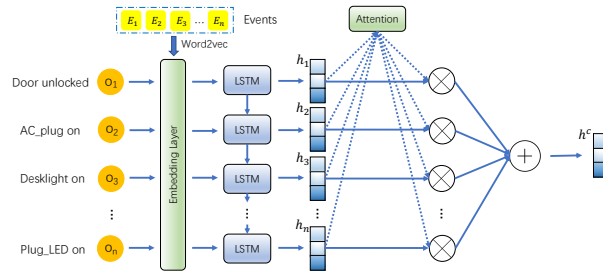 E₁ E₂ E₃ ... Eₙ Events
Attention
Word2vec
Door unlocked O₁ LSTM h₁
AC_plug on O₂ LSTM h₂
Embedding Layer
Desklight on O₃ LSTM h₃
hᶜ
... ... ... ...
Plug_LED on Oₙ LSTM hₙ